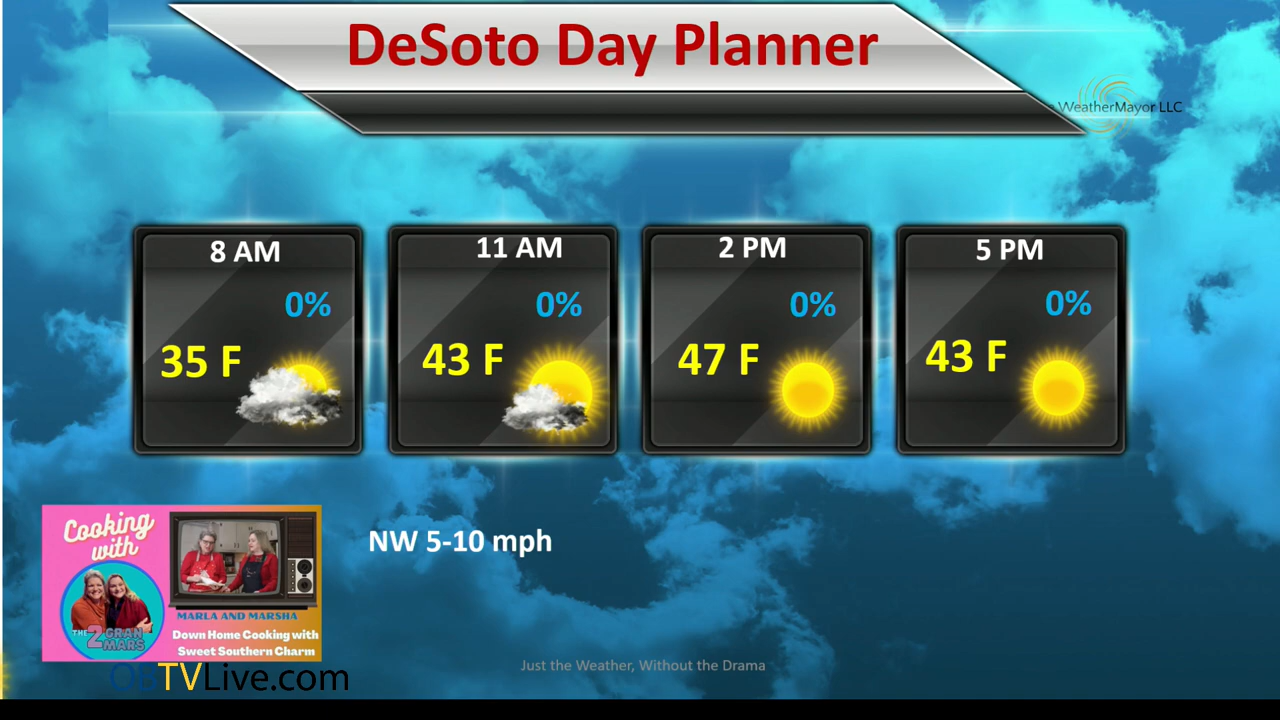 DeSoto Day Planner
WeatherMayor LLC
8 AM
0%
35 F
11 AM
0%
43 F
2 PM
0%
47 F
5 PM
0%
43 F
Cooking
with
THE 2 GRAN
MARS
MARLA AND MARSHA
Down Home Cooking with
Sweet Southern Charm
NW 5-10 mph
Just the Weather, Without the Drama
OBTVLive.com